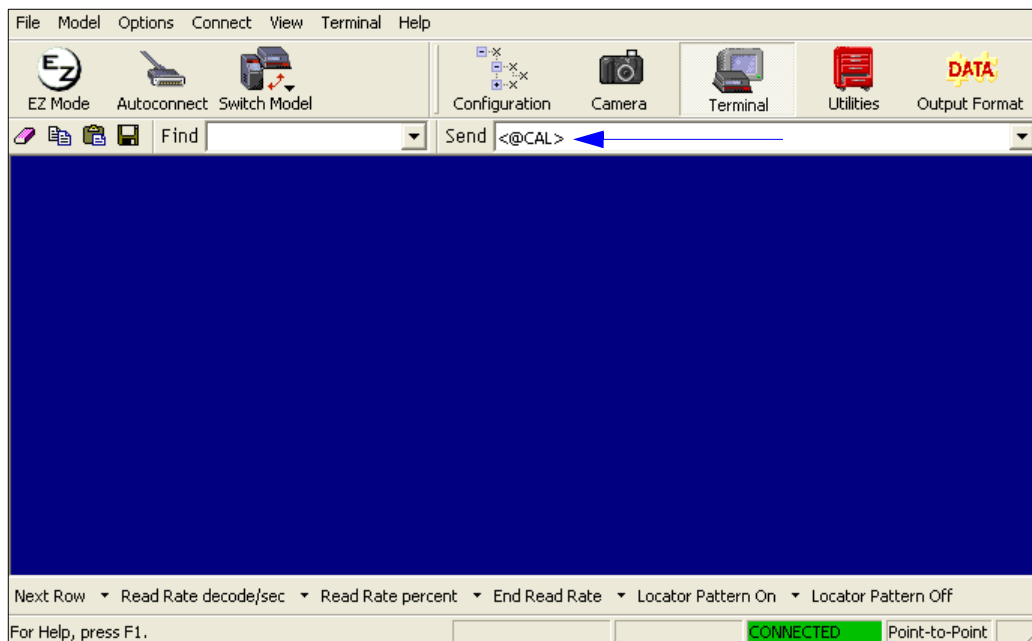 File Model Options Connect View Terminal Help
EZ
EZ Mode Autoconnect Switch Model Configuration Camera Terminal Utilities DATA Output Format
Find Send <@CAL>
Next Row Read Rate decode/sec Read Rate percent End Read Rate Locator Pattern On Locator Pattern Off
For Help, press F1. CONNECTED Point-to-Point